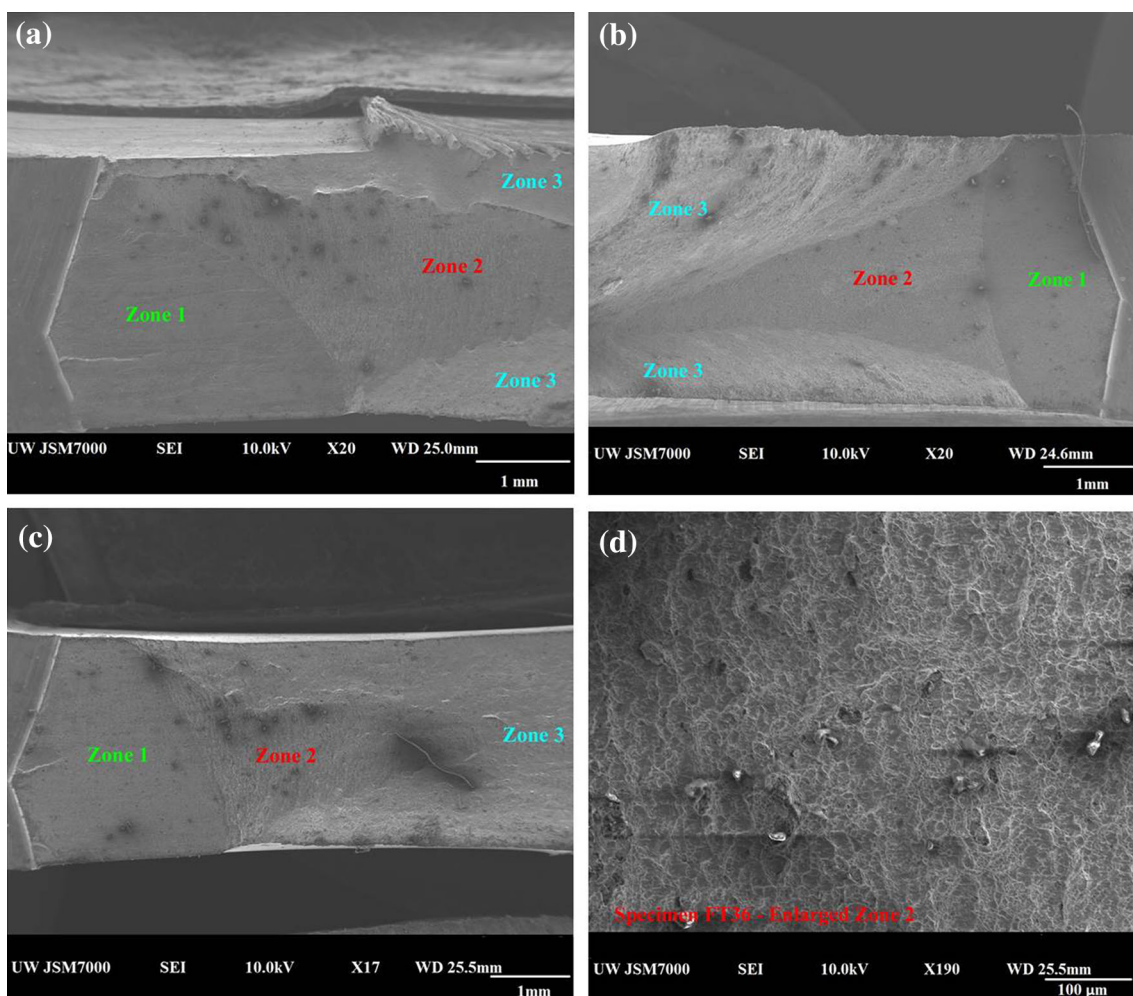 (a)
Zone 3
Zone 2
Zone 1
Zone 3
UW JSM7000 SEI 10.0kV X20 WD 25.0mm
1 mm
(b)
Zone 3
Zone 2
Zone 1
Zone 3
UW JSM7000 SEI 10.0kV X20 WD 24.6mm
1mm
(c)
Zone 3
Zone 1
Zone 2
UW JSM7000 SEI 10.0kV X17 WD 25.5mm
1mm
(d)
Specimen FT36 - Enlarged Zone 2
UW JSM7000 SEI 10.0kV X190 WD 25.5mm
100 μm